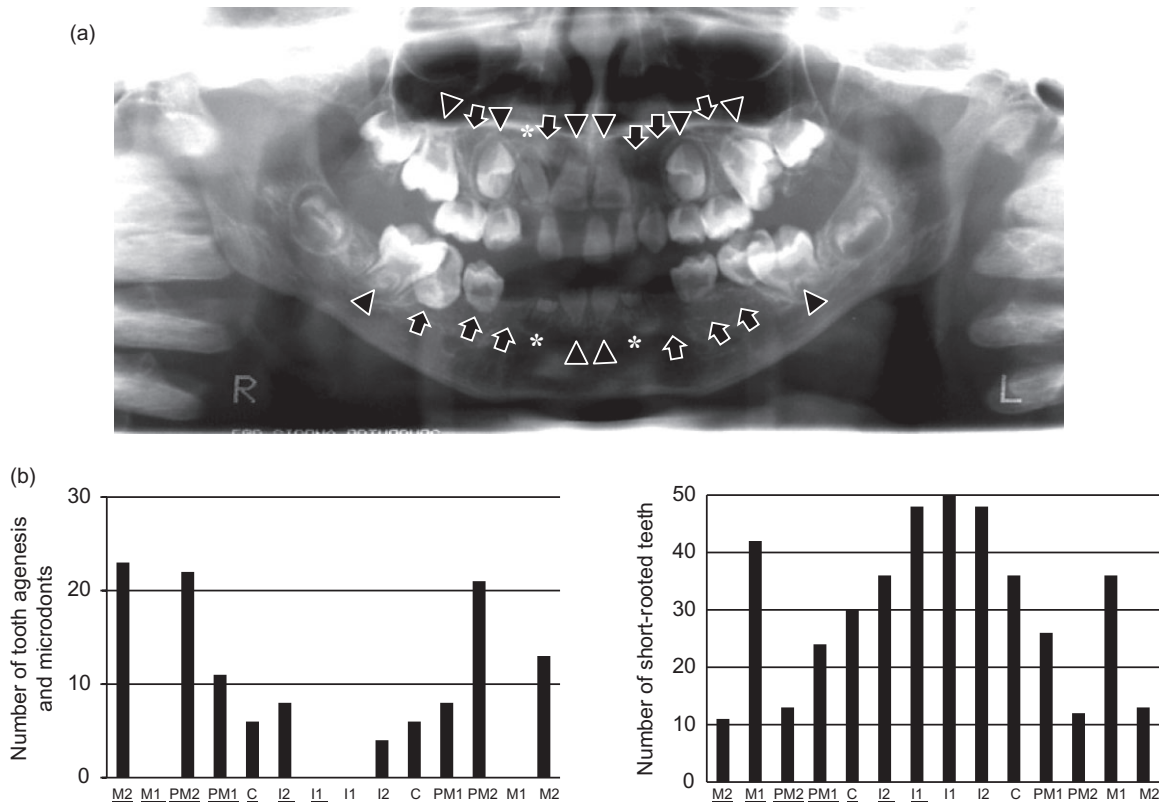 (a)
R
L
(b)
Number of tooth agenesis
and microdonts
30
20
10
0
M2 M1 PM2 PM1 C I2 I1 I1 I2 C PM1 PM2 M1 M2
Number of short-rooted teeth
50
40
30
20
10
0
M2 M1 PM2 PM1 C I2 I1 I1 I2 C PM1 PM2 M1 M2